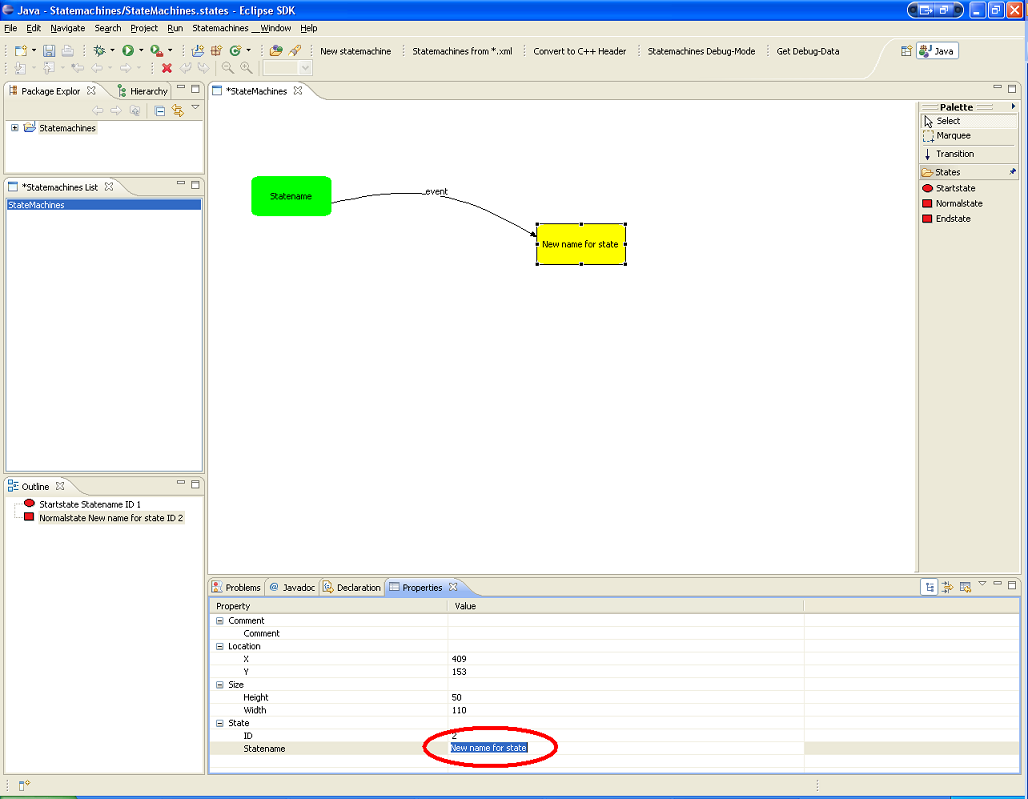 Java - Statemachines/StateMachines.states - Eclipse SDK
File Edit Navigate Search Project Run Statemachines Window Help
New statemachine Statemachines from *.xml Convert to C++ Header Statemachines Debug-Mode Get Debug-Data Java
Package Explor Hierarchy
Statemachines
*Statemachines List
StateMachines
Outline
Startstate Statename ID 1
Normalstate New name for state ID 2
*StateMachines
Statename
event
New name for state
Palette
Select
Marquee
Transition
States
Startstate
Normalstate
Endstate
Problems Javadoc Declaration Properties
Property Value
Comment
Comment
Location
X 409
Y 153
Size
Height 50
Width 110
State
ID 2
Statename New name for state